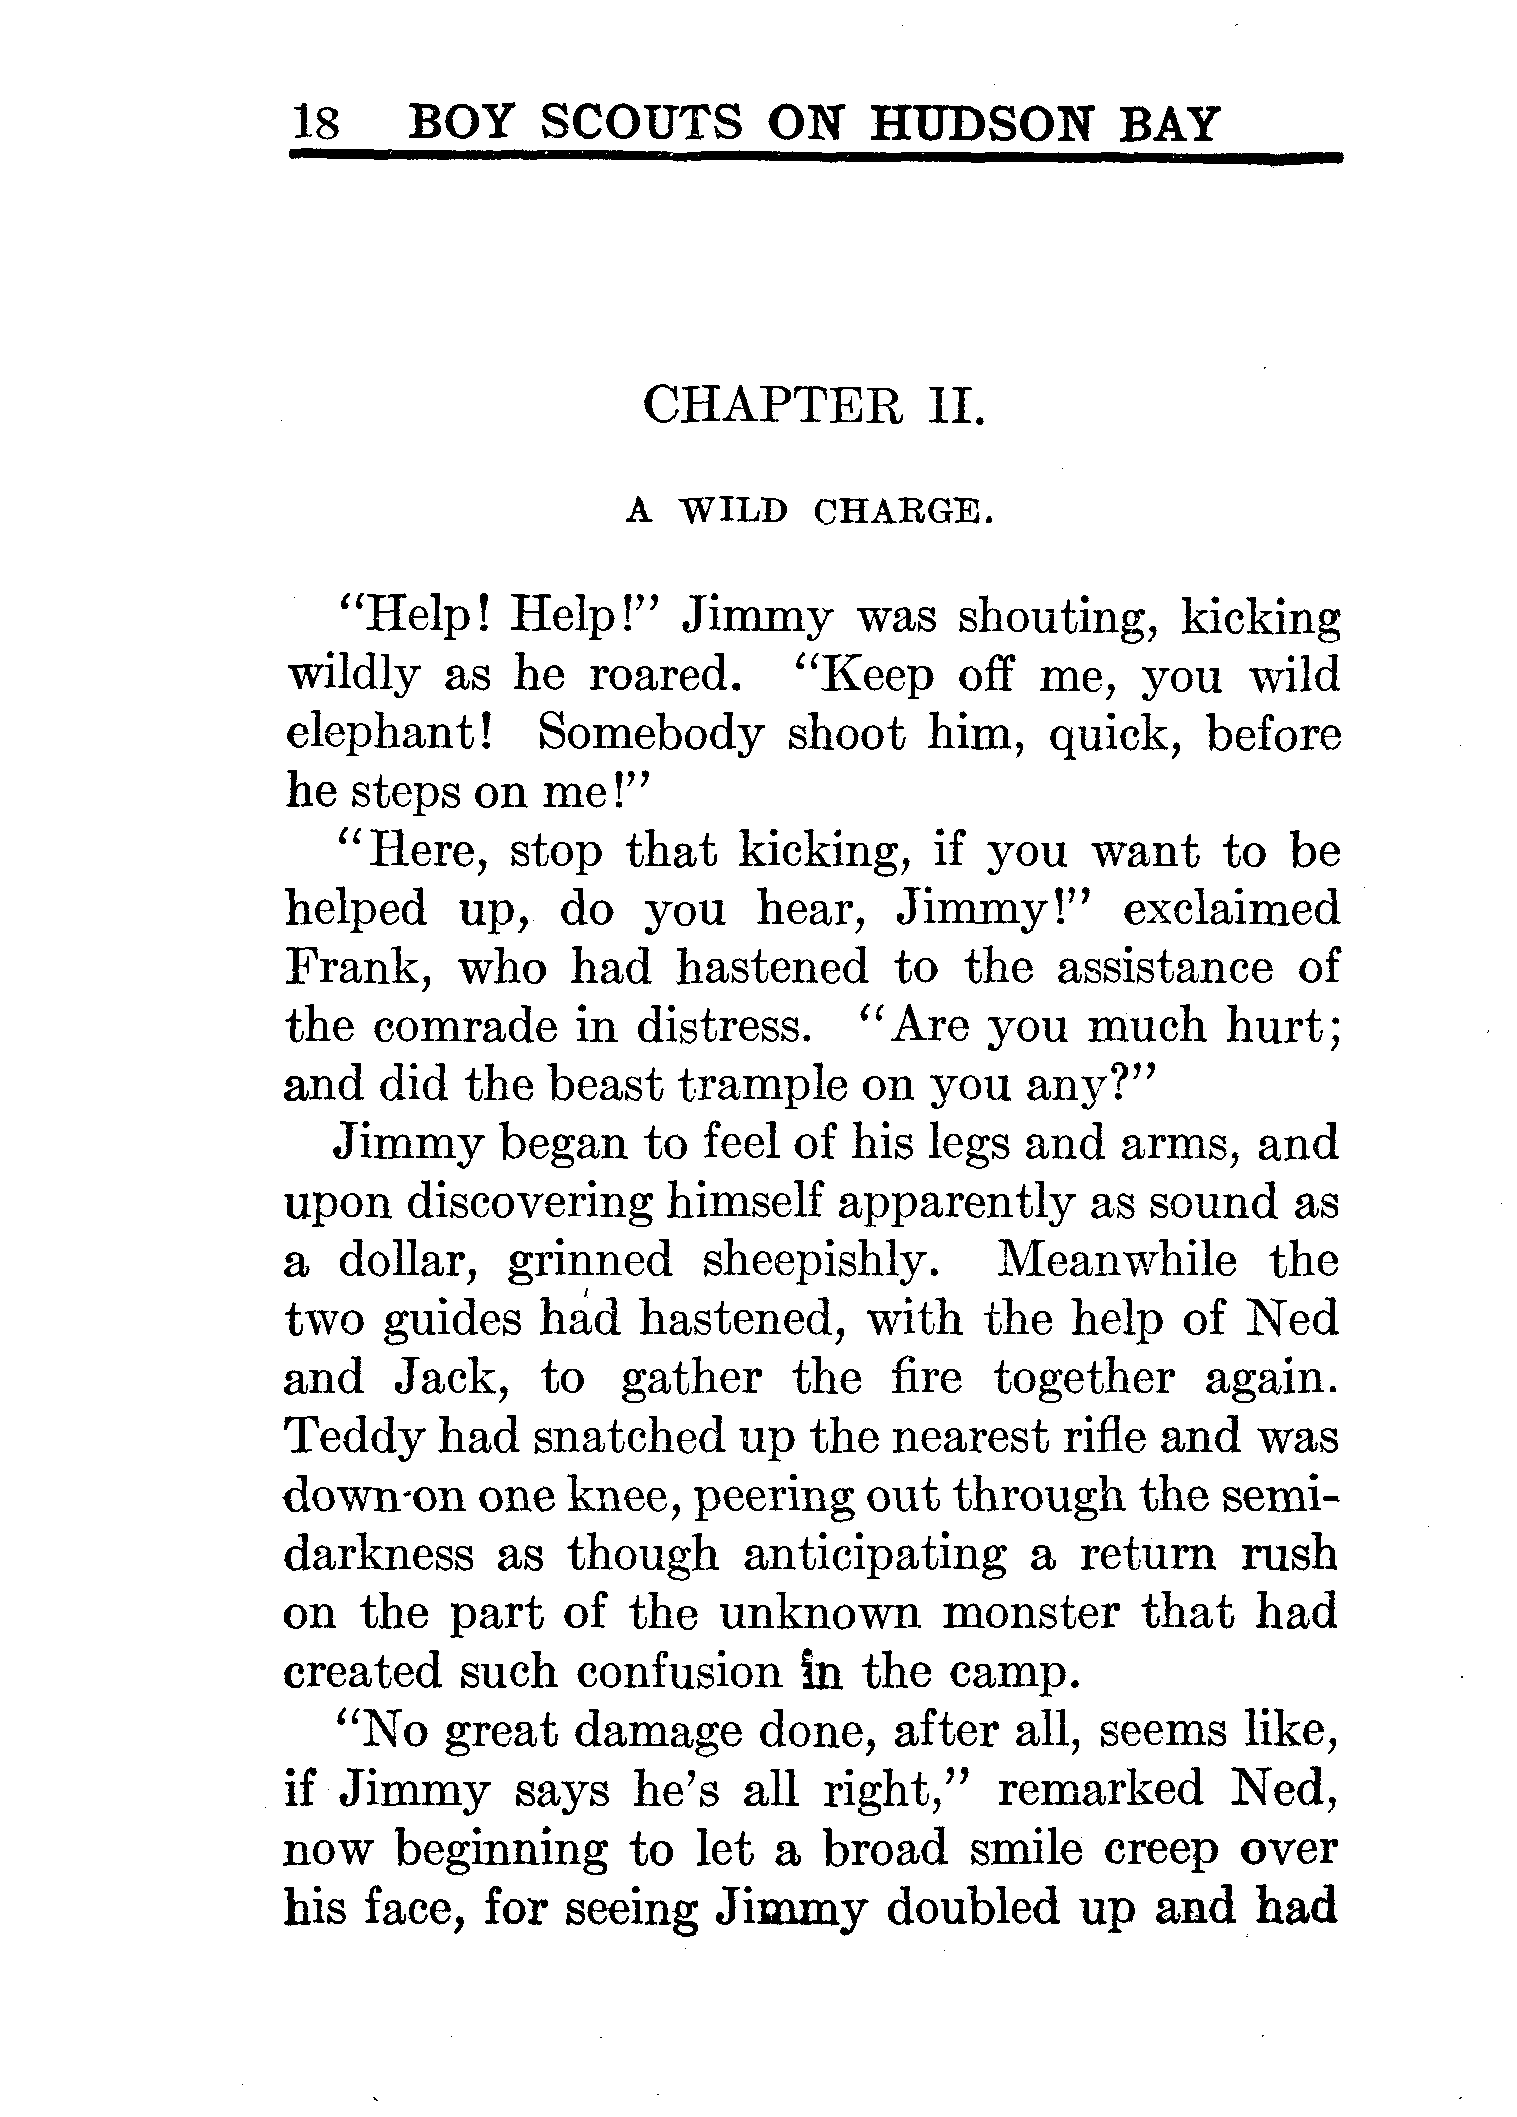 18 BOY SCOUTS ON HUDSON BAY
CHAPTER II.
A WILD CHARGE.
"Help! Help!" Jimmy was shouting, kicking
wildly as he roared. "Keep off me, you wild
elephant! Somebody shoot him, quick, before
he steps on me!"
"Here, stop that kicking, if you want to be
helped up, do you hear, Jimmy!" exclaimed
Frank, who had hastened to the assistance of
the comrade in distress. "Are you much hurt;
and did the beast trample on you any?"
Jimmy began to feel of his legs and arms, and
upon discovering himself apparently as sound as
a dollar, grinned sheepishly. Meanwhile the
two guides had hastened, with the help of Ned
and Jack, to gather the fire together again.
Teddy had snatched up the nearest rifle and was
down-on one knee, peering out through the semi-
darkness as though anticipating a return rush
on the part of the unknown monster that had
created such confusion in the camp.
"No great damage done, after all, seems like,
if Jimmy says he's all right," remarked Ned,
now beginning to let a broad smile creep over
his face, for seeing Jimmy doubled up and had